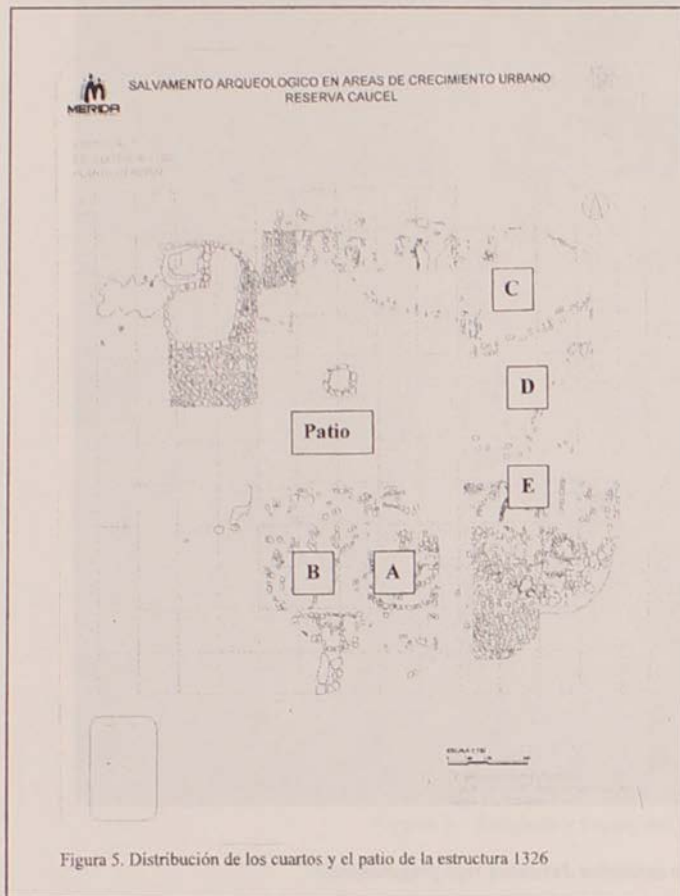 SALVAMENTO ARQUEOLOGICO EN AREAS DE CRECIMIENTO URBANO
RESERVA CAUCEL
MERIDA
C
D
Patio
E
B
A
Figura 5. Distribución de los cuartos y el patio de la estructura 1326